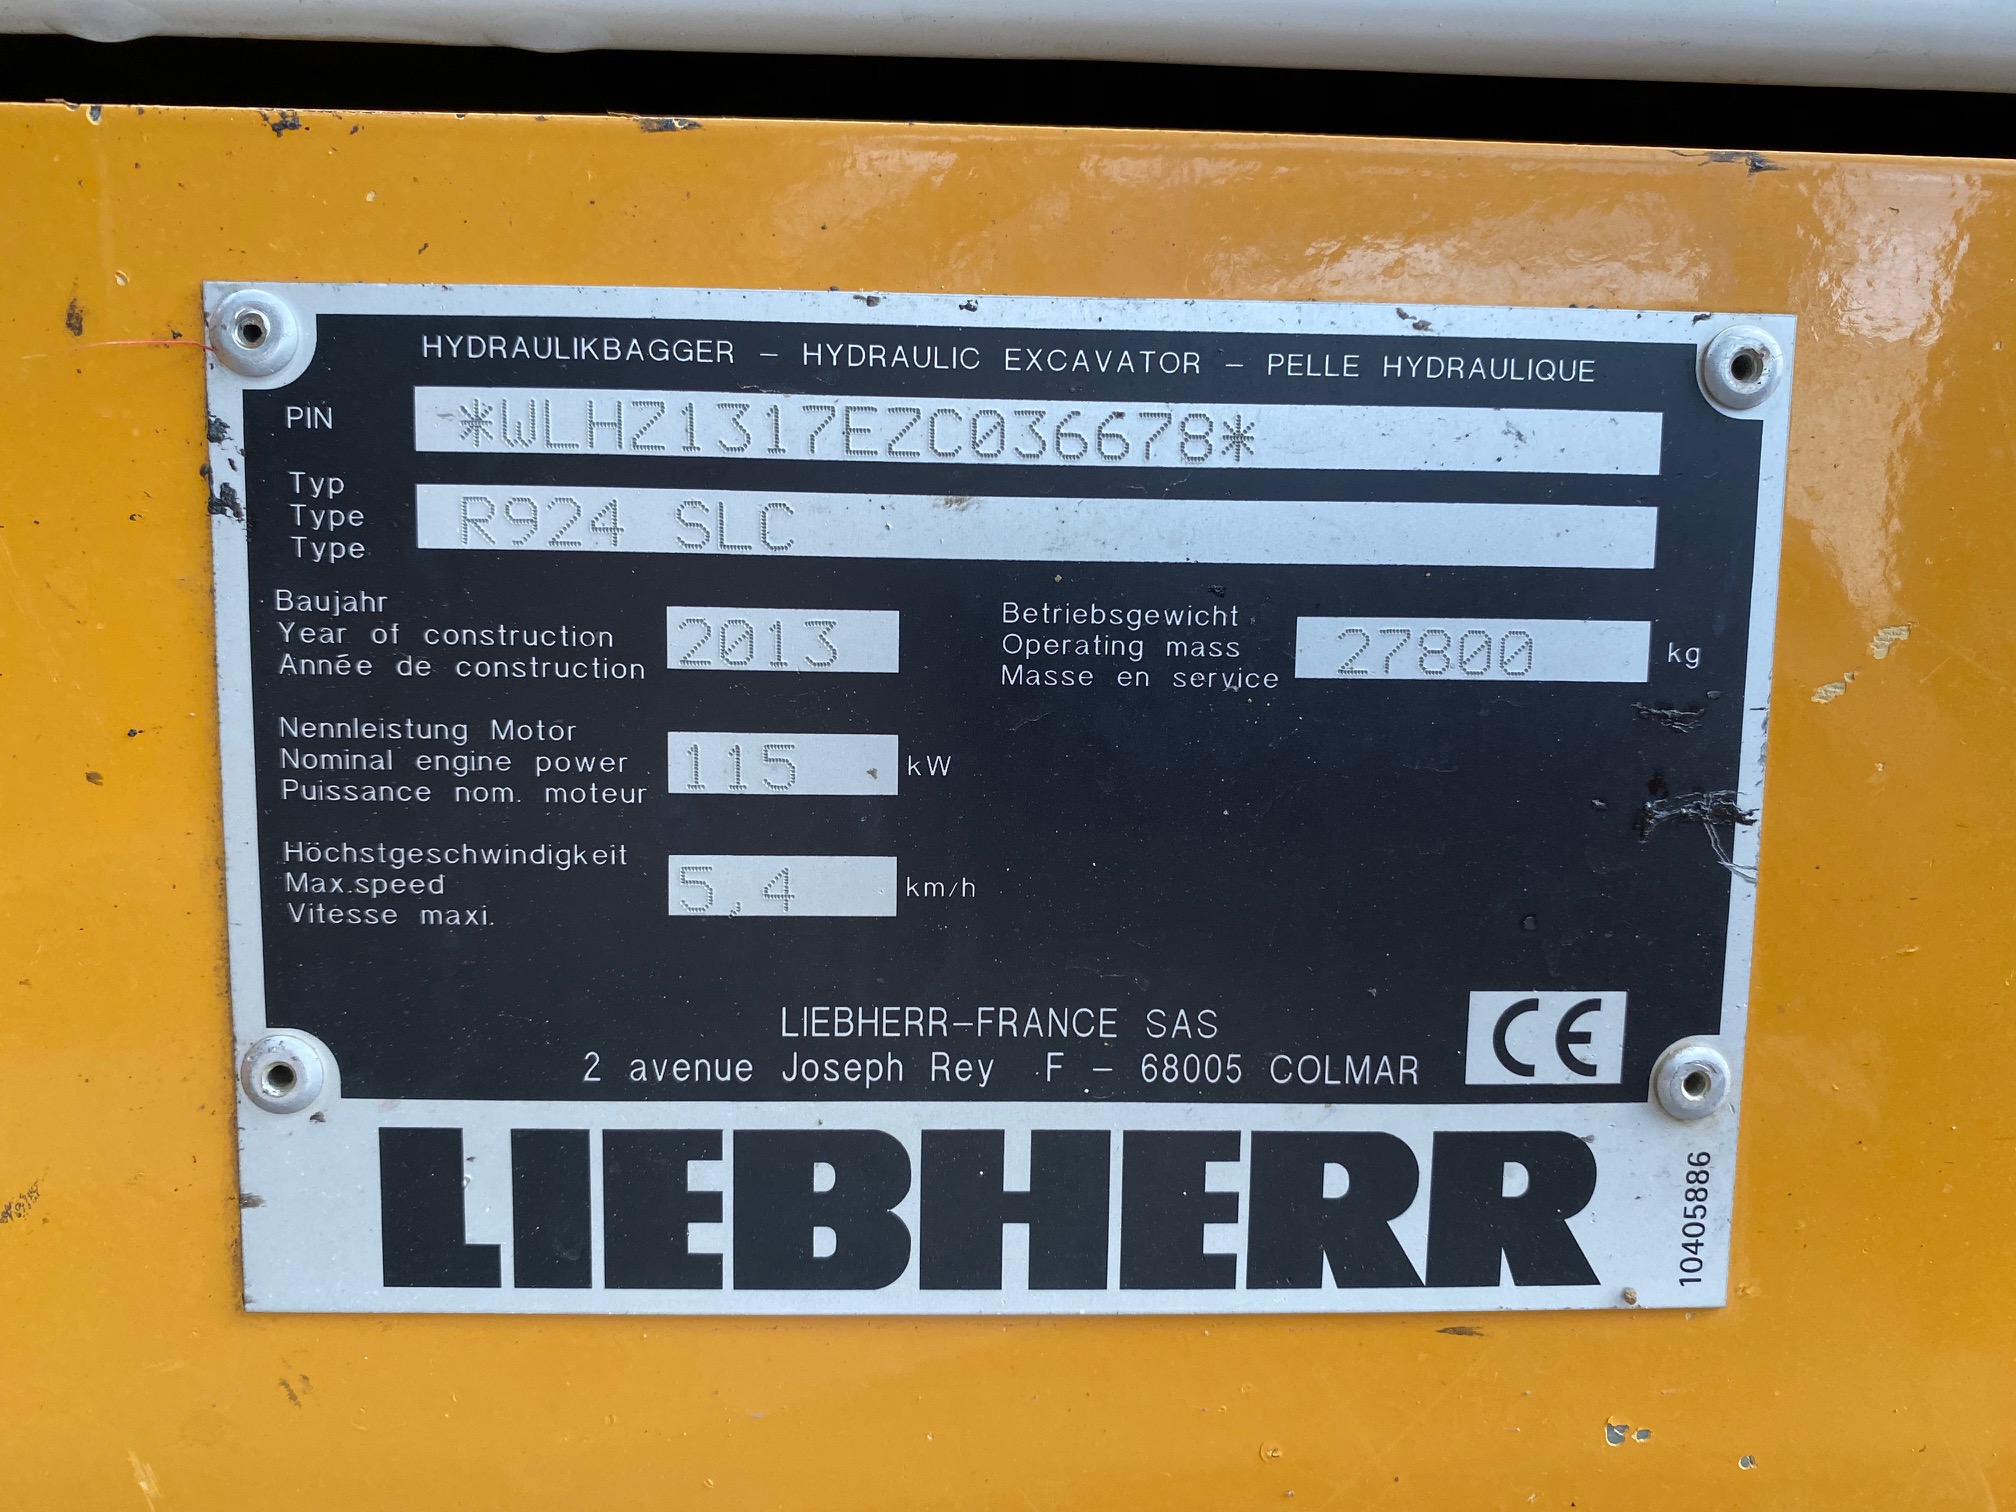 HYDRAULIKBAGGER - HYDRAULIC EXCAVATOR - PELLE HYDRAULIQUE
PIN *WLHZ1317EZC036678*
Typ
Type R924 SLC
Type
Baujahr
Year of construction 2013
Année de construction
Betriebsgewicht
Operating mass 27800 kg
Masse en service
Nennleistung Motor
Nominal engine power 115 kW
Puissance nom. moteur
Höchstgeschwindigkeit
Max.speed 5,4 km/h
Vitesse maxi.
LIEBHERR-FRANCE SAS
2 avenue Joseph Rey F - 68005 COLMAR
CE
LIEBHERR
10405886